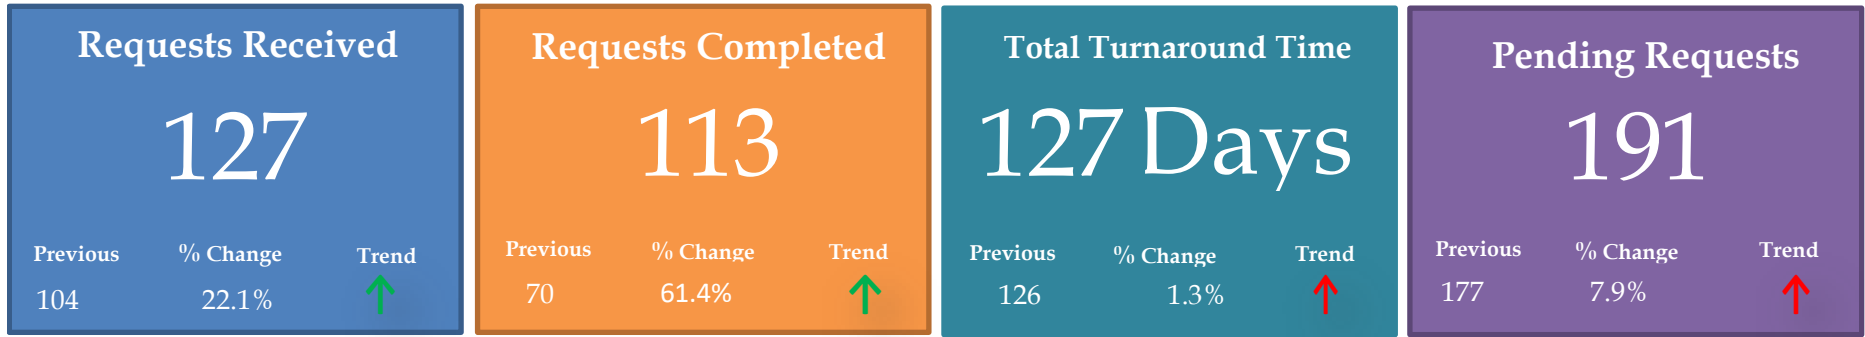 Requests Received
127
Previous % Change Trend
104 22.1%
Requests Completed
113
Previous % Change Trend
70 61.4%
Total Turnaround Time
127 Days
Previous % Change Trend
126 1.3%
Pending Requests
191
Previous % Change Trend
177 7.9%